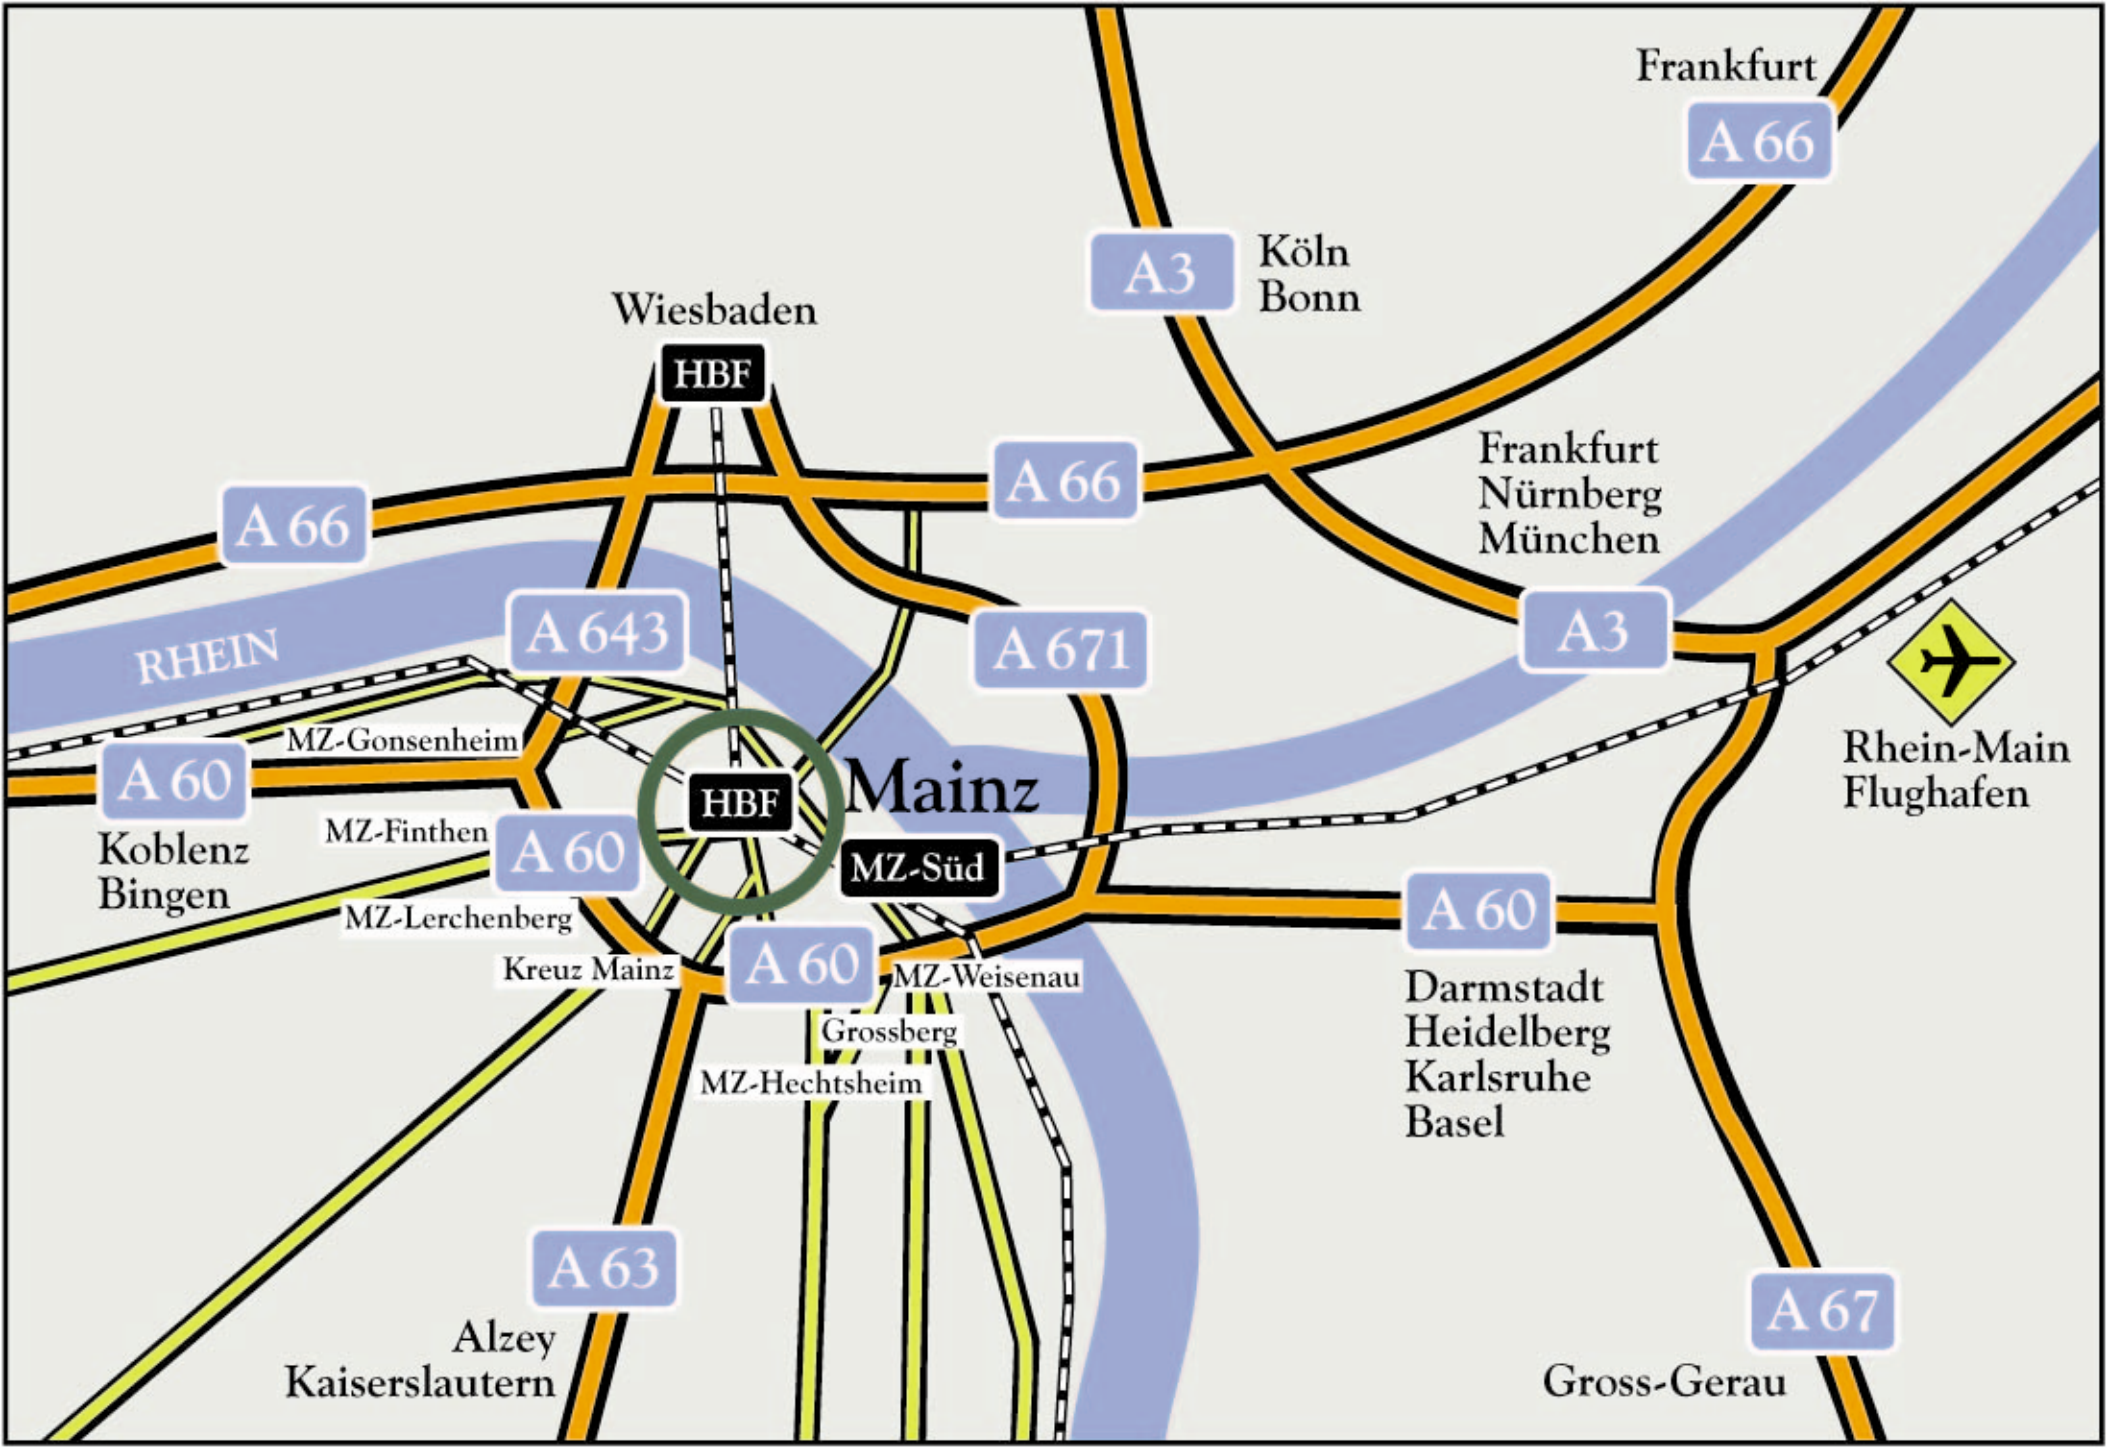 Frankfurt
A 66
A3
Köln
Bonn
Wiesbaden
HBF
A 66
A 66
Frankfurt
Nürnberg
München
A 643
A 671
A3
RHEIN
MZ-Gonsenheim
A 60
Koblenz
Bingen
HBF
Mainz
Rhein-Main
Flughafen
MZ-Finthen
A 60
MZ-Süd
MZ-Lerchenberg
A 60
Kreuz Mainz
A 60
MZ-Weisenau
Darmstadt
Heidelberg
Karlsruhe
Basel
Grossberg
MZ-Hechtsheim
A 63
Alzey
Kaiserslautern
A 67
Gross-Gerau